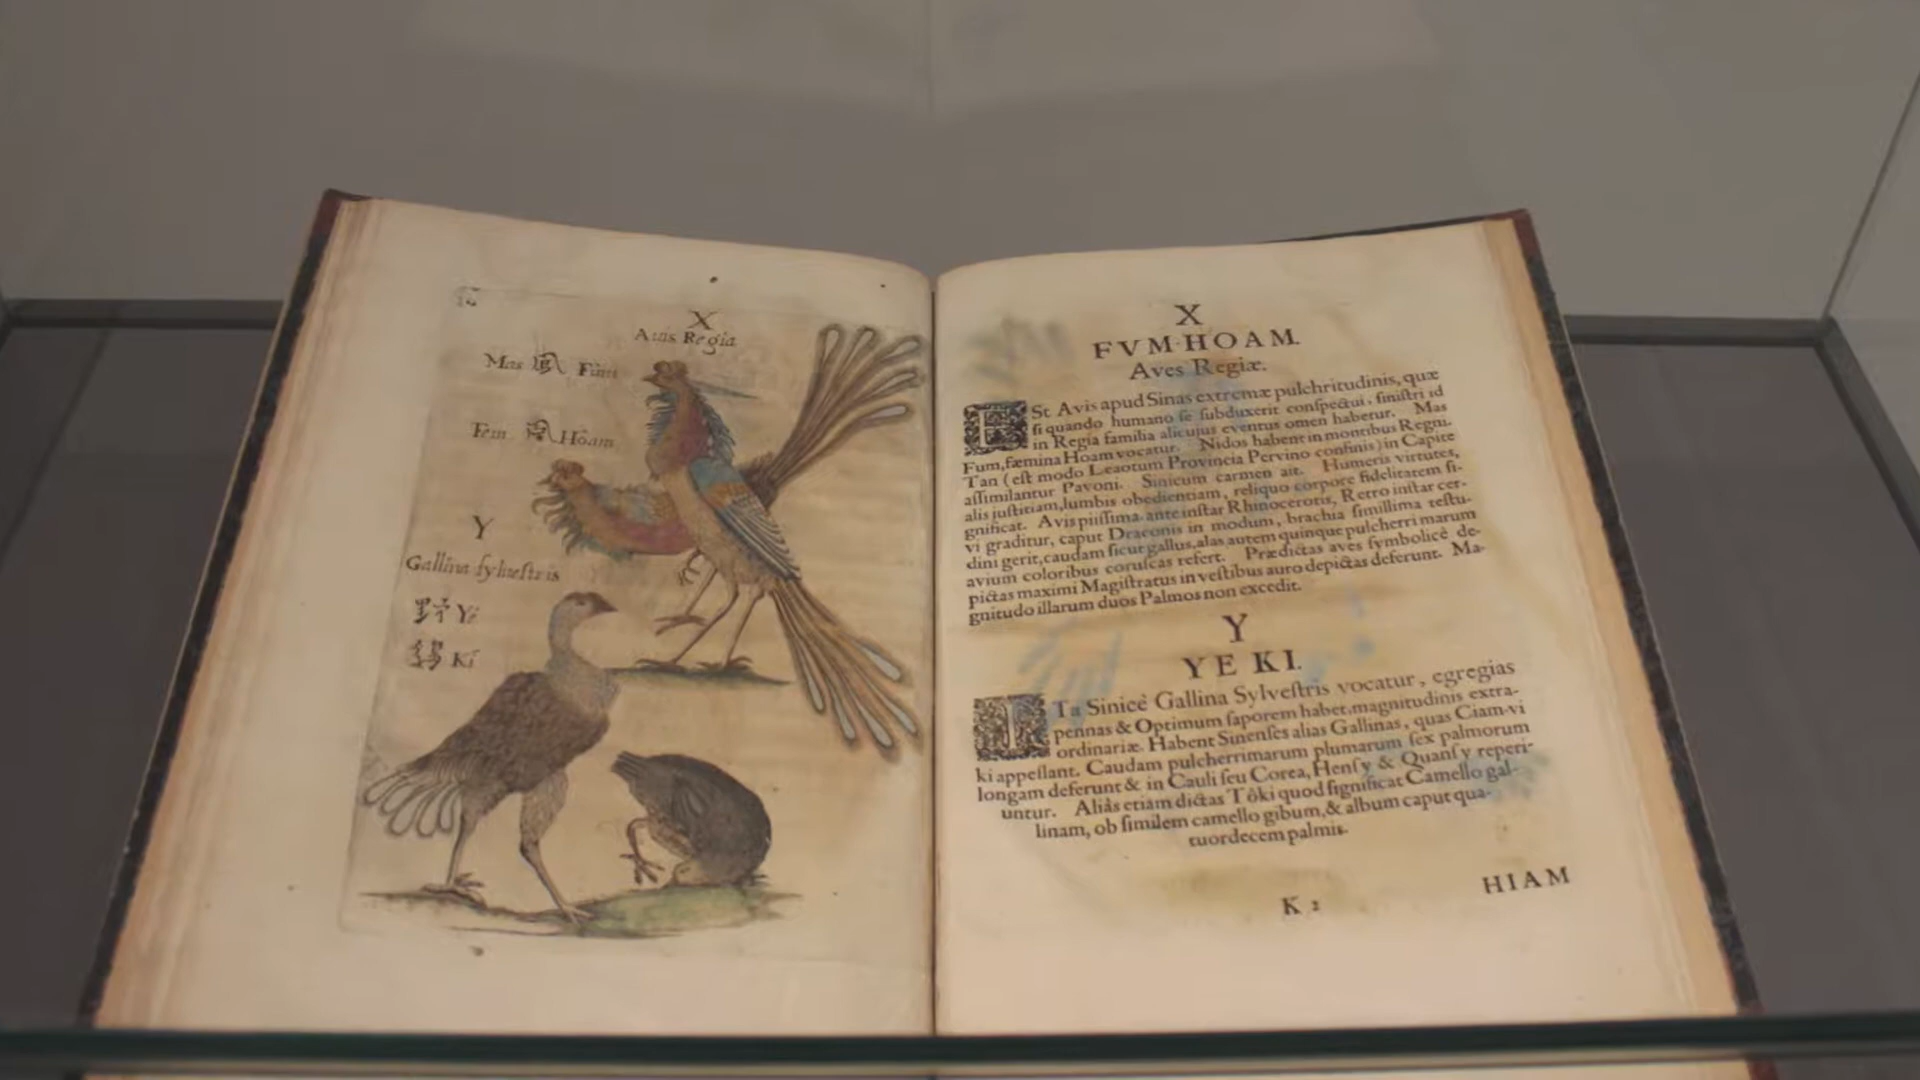 X
Avis Regia
Mas 鳳 Fum
Fem 凰 Hoam
Y
Gallina sylvestris
野 Ye
鷄 Ki
X
FVM·HOAM.
Aves Regiæ.
ESt Avis apud Sinas extremæ pulchritudinis, quæ
si quando humano se subduxerit conspectui, sinistri id
in Regia familia alicujus eventus omen habetur. Mas
Fum, fæmina Hoam vocatur. Nidos habent in montibus Regni.
Tan (est modo Leaotum Provincia Pervino confinis) in Capite
assimilantur Pavoni. Sinicum carmen ait. Humeris virtutes,
alis justitiam, lumbis obedientiam, reliquo corpore fidelitatem si-
gnificat. Avis piissima. ante instar Rhinocerotis, Retro instar cer-
vi graditur, caput Draconis in modum, brachia simillima testu-
dini gerit, caudam sicut gallus, alas autem quinque pulcherrimarum
avium coloribus coruscas refert. Prædictas aves symbolicè de-
pictas maximi Magistratus in vestibus auro depictas deferunt. Ma-
gnitudo illarum duos Palmos non excedit.
Y
YE KI.
ITa Sinicè Gallina Sylvestris vocatur, egregias
pennas & Optimum saporem habet, magnitudinis extra-
ordinariæ. Habent Sinenses alias Gallinas, quas Ciam-vi
ki appellant. Caudam pulcherrimarum plumarum sex palmorum
longam deferunt & in Cauli seu Corea, Hensy & Quansy reperi-
untur. Aliàs etiam dictas Tôki quod significat Camello gal-
linam, ob similem camello gibum, & album caput qua-
tuordecem palmis.
K 2
HIAM